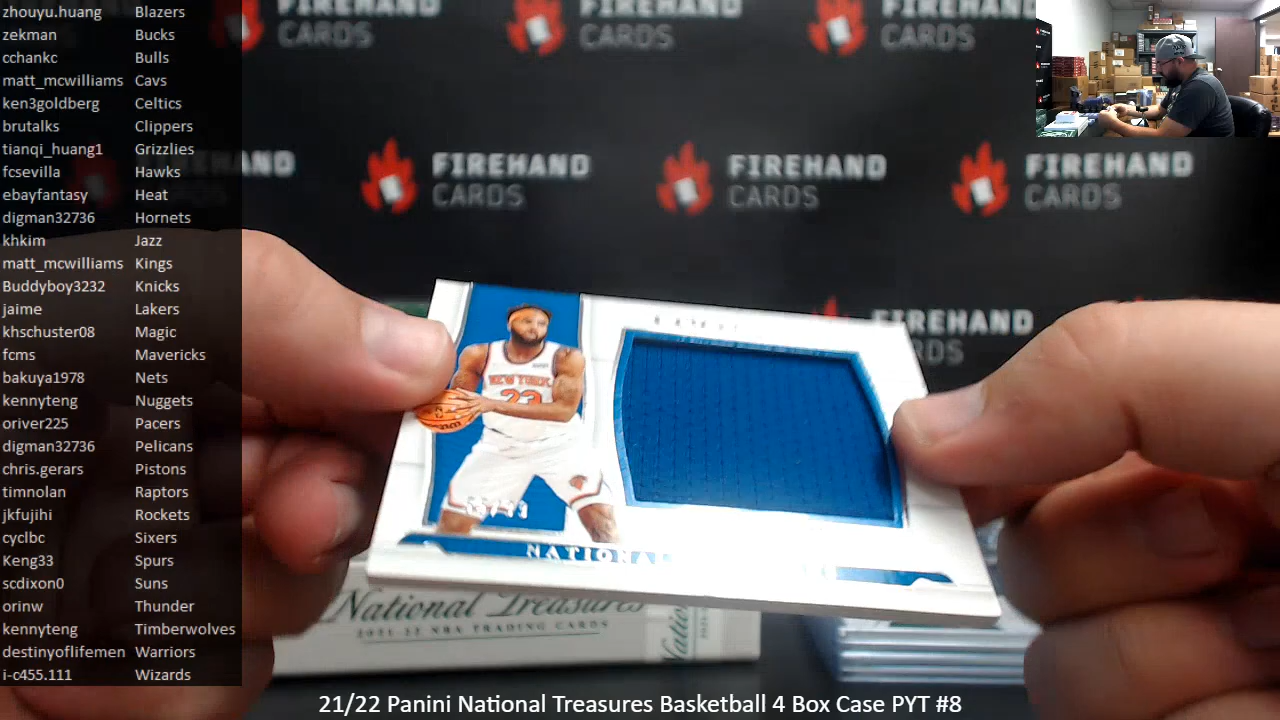 zhouyu.huang Blazers
zekman Bucks
cchankc Bulls
matt_mcwilliams Cavs
ken3goldberg Celtics
brutalks Clippers
tianqi_huang1 Grizzlies
fcsevilla Hawks
ebayfantasy Heat
digman32736 Hornets
khkim Jazz
matt_mcwilliams Kings
Buddyboy3232 Knicks
jaime Lakers
khschuster08 Magic
fcms Mavericks
bakuya1978 Nets
kennyteng Nuggets
oriver225 Pacers
digman32736 Pelicans
chris.gerars Pistons
timnolan Raptors
jkfujihi Rockets
cyclbc Sixers
Keng33 Spurs
scdixon0 Suns
orinw Thunder
kennyteng Timberwolves
destinyoflifemen Warriors
i-c455.111 Wizards
FIREHAND
CARDS
FIREHAND
CARDS
FIREHAND
CARDS
FIREHAND
CARDS
FIREHAND
CARDS
FIREHAND
CARDS
FIREHAND
NEW YORK
23
NATIONAL
National Treasures
2021-22 NBA TRADING CARDS
21/22 Panini National Treasures Basketball 4 Box Case PYT #8